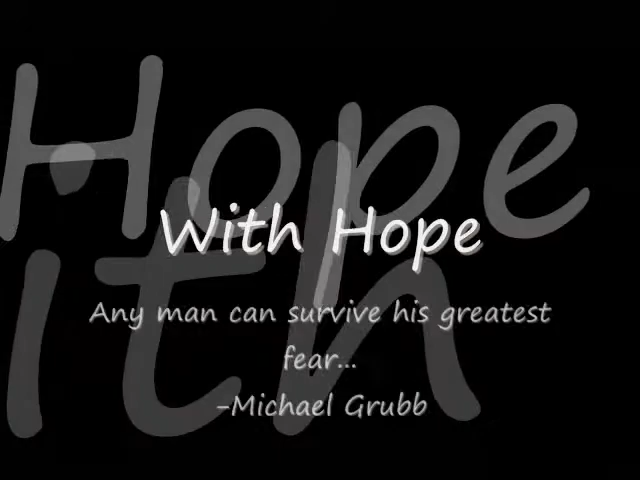 Hope
ith
With Hope
Any man can survive his greatest
fear...
-Michael Grubb